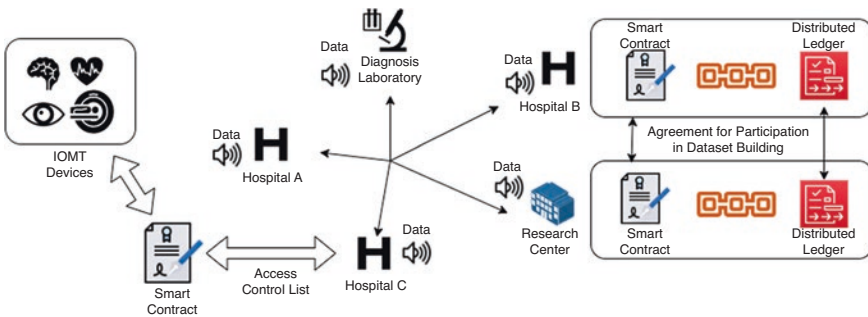 IOMT
Devices
Smart
Contract
Access
Control List
Data
Hospital A
Data
Diagnosis
Laboratory
Data
Hospital B
Data
Research
Center
Data
Hospital C
Smart
Contract
Distributed
Ledger
Agreement for Participation
in Dataset Building
Smart
Contract
Distributed
Ledger